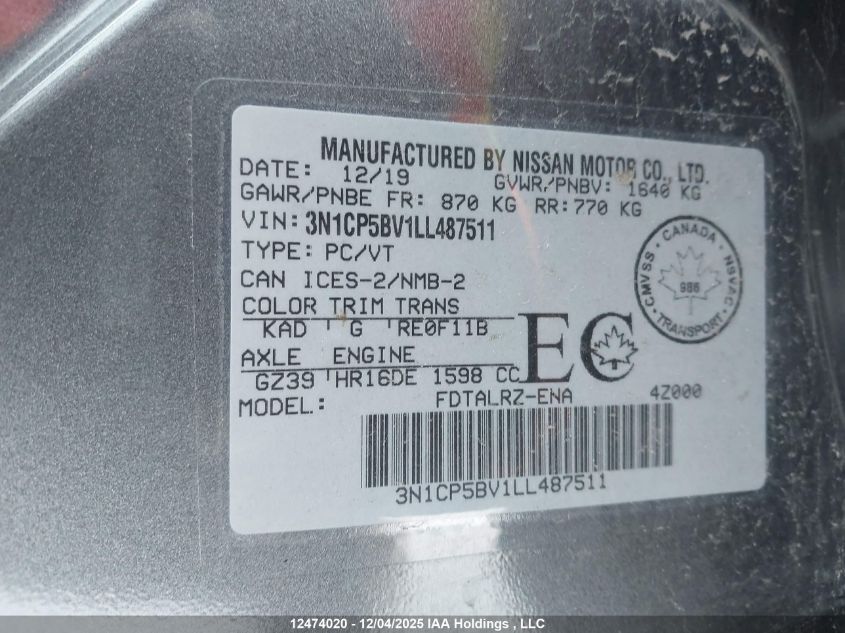 MANUFACTURED BY NISSAN MOTOR CO., LTD.
DATE: 12/19 GVWR/PNBV: 1640 KG
GAWR/PNBE FR: 870 KG RR: 770 KG
VIN: 3N1CP5BV1LL487511
TYPE: PC/VT
CAN ICES-2/NMB-2
COLOR TRIM TRANS
KAD G RE0F11B
AXLE ENGINE
GZ39 HR16DE 1598 CC
EC
MODEL: FDTALRZ-ENA 4Z000
3N1CP5BV1LL487511
CANADA
CMVSS NSVAC
986
TRANSPORT
12474020 - 12/04/2025 IAA Holdings , LLC